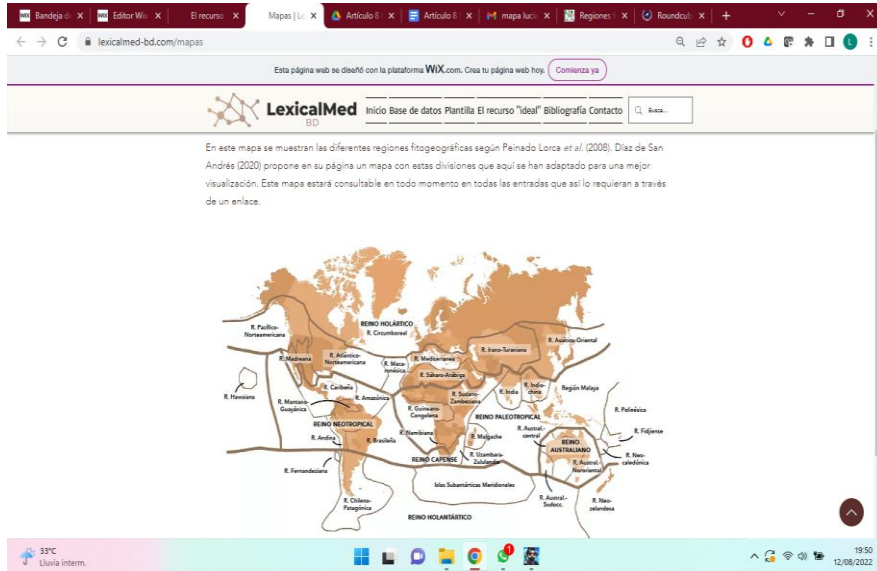 Bandeja d
Editor Wi
El recurso
Mapas | Le
Artículo 8
Artículo 8
mapa luci
Regiones f
Roundcub
lexicalmed-bd.com/mapas
Esta página web se diseñó con la plataforma WiX.com. Crea tu página web hoy. Comienza ya
LexicalMed
BD
Inicio Base de datos Plantilla El recurso "ideal" Bibliografía Contacto
Busca...
En este mapa se muestran las diferentes regiones fitogeográficas según Peinado Lorca et al. (2008). Díaz de San
Andrés (2020) propone en su página un mapa con estas divisiones que aquí se han adaptado para una mejor
visualización. Este mapa estará consultable en todo momento en todas las entradas que así lo requieran a través
de un enlace.
REINO HOLÁRTICO
R. Circumboreal
R. Pacífico-
Norteamericana
R. Asiático-Oriental
R. Madreana
R. Atlántico-
Norteamericana
R. Maca-
ronésica
R. Mediterránea
R. Irano-Turaniana
R. Sáharo-Arábiga
R. Hawaiana
R. Caribeña
R. Amazónica
R. Montano-
Guayánica
R. Sudano-
Zambesiana
R. India
R. Indo-
china
Región Malaya
R. Guineano-
Congolana
R. Polinésica
REINO NEOTROPICAL
REINO PALEOTROPICAL
R. Andina
R. Brasileña
R. Namibiana
R. Malgache
R. Austral.-
central
R. Fidjense
REINO
AUSTRALIANO
REINO CAPENSE
R. Uzambara-
Zululandia
R. Neo-
caledónica
R. Fernandeziana
R. Austral.-
Nororiental
Islas Subantárticas Meridionales
R. Chileno-
Patagónica
R. Austral.-
Sudocc.
R. Neo-
zelandesa
REINO HOLANTÁRTICO
33°C
Lluvia interm.
1
19:50
12/08/2022